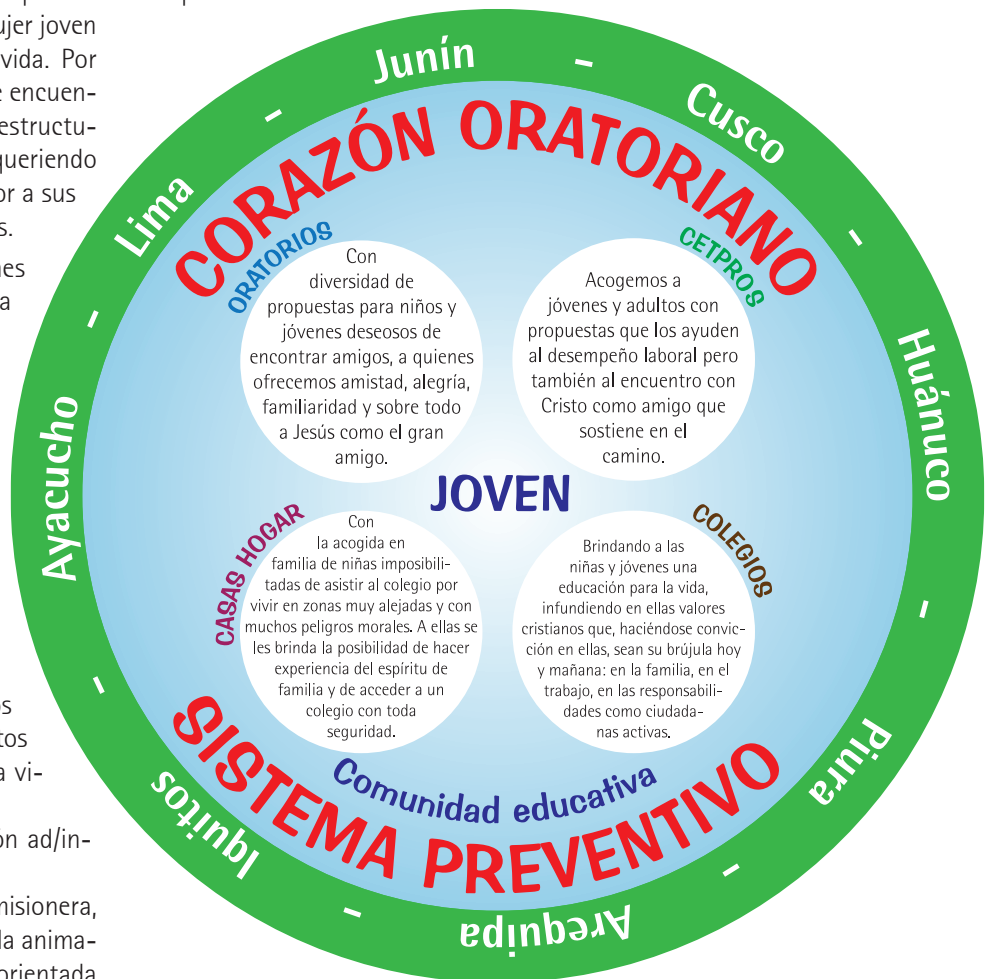 ujer joven
vida. Por
e encuen-
estructu-
queriendo
or a sus
s.
nes
a
os
tos
a vi-
on ad/in-
misionera,
da anima-
orientada
Junín - Cusco - Huánuco - Piura - Arequipa - Iquitos - Ayacucho - Lima -
CORAZÓN ORATORIANO
ORATORIOS
Con
diversidad de
propuestas para niños y
jóvenes deseosos de
encontrar amigos, a quienes
ofrecemos amistad, alegría,
familiaridad y sobre todo
a Jesús como el gran
amigo.
CETPROS
Acogemos a
jóvenes y adultos con
propuestas que los ayuden
al desempeño laboral pero
también al encuentro con
Cristo como amigo que
sostiene en el
camino.
JOVEN
CASAS HOGAR
Con
la acogida en
familia de niñas imposibili-
tadas de asistir al colegio por
vivir en zonas muy alejadas y con
muchos peligros morales. A ellas se
les brinda la posibilidad de hacer
experiencia del espíritu de
familia y de acceder a un
colegio con toda
seguridad.
COLEGIOS
Brindando a las
niñas y jóvenes una
educación para la vida,
infundiendo en ellas valores
cristianos que, haciéndose convic-
ción en ellas, sean su brújula hoy
y mañana: en la familia, en el
trabajo, en las responsabili-
dades como ciudada-
nas activas.
Comunidad educativa
SISTEMA PREVENTIVO